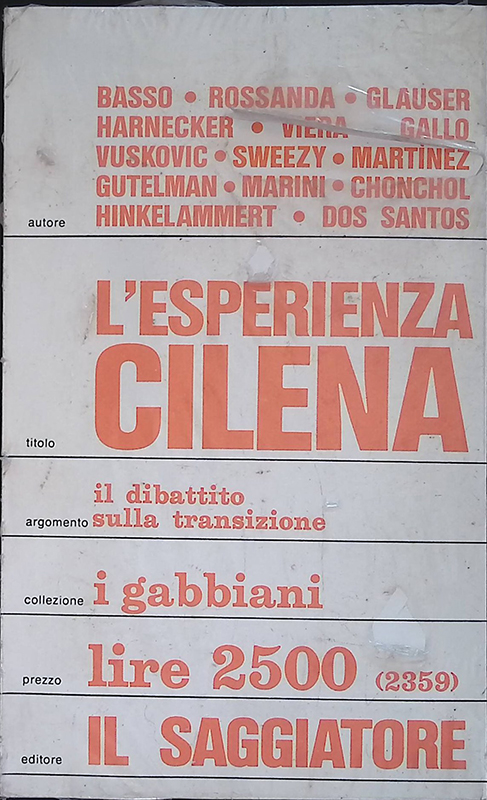 BASSO • ROSSANDA • GLAUSER
HARNECKER • VIERA GALLO
VUSKOVIC • SWEEZY • MARTINEZ
GUTELMAN • MARINI • CHONCHOL
autore HINKELAMMERT • DOS SANTOS
L'ESPERIENZA
titolo CILENA
il dibattito
argomento sulla transizione
collezione i gabbiani
prezzo lire 2500 (2359)
editore IL SAGGIATORE